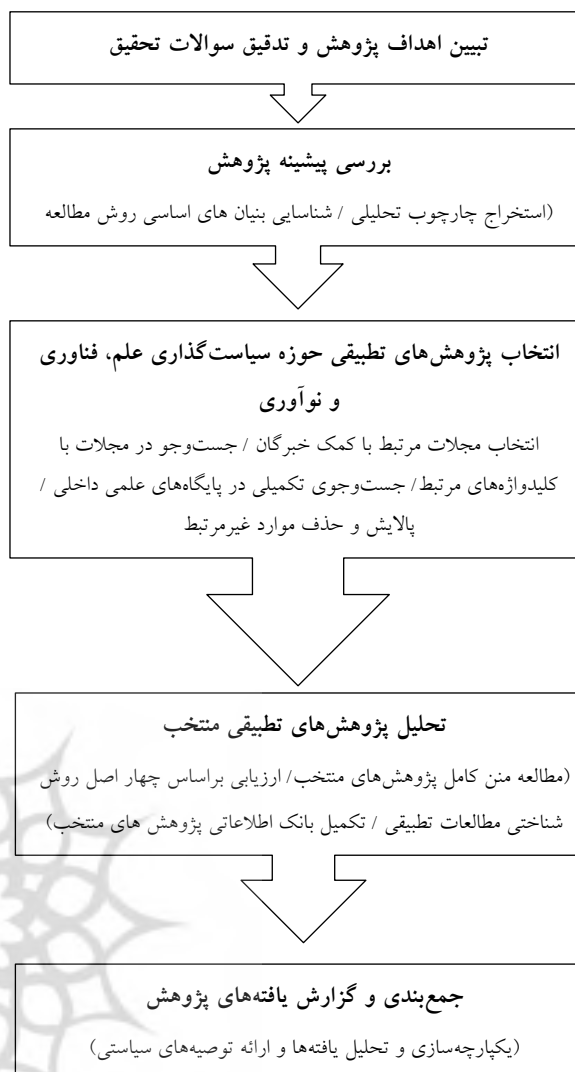 تبیین اهداف پژوهش و تدقیق سوالات تحقیق
بررسی پیشینه پژوهش
(استخراج چارچوب تحلیلی / شناسایی بنیان های اساسی روش مطالعه
انتخاب پژوهش‌های تطبیقی حوزه سیاست‌گذاری علم، فناوری
و نوآوری
انتخاب مجلات مرتبط با کمک خبرگان / جست‌وجو در مجلات با
کلیدواژه‌های مرتبط/ جست‌وجوی تکمیلی در پایگاه‌های علمی داخلی /
پالایش و حذف موارد غیرمرتبط
تحلیل پژوهش‌های تطبیقی منتخب
(مطالعه متن کامل پژوهش‌های منتخب/ ارزیابی براساس چهار اصل روش
شناختی مطالعات تطبیقی / تکمیل بانک اطلاعاتی پژوهش های منتخب)
جمع‌بندی و گزارش یافته‌های پژوهش
(یکپارچه‌سازی و تحلیل یافته‌ها و ارائه توصیه‌های سیاستی)